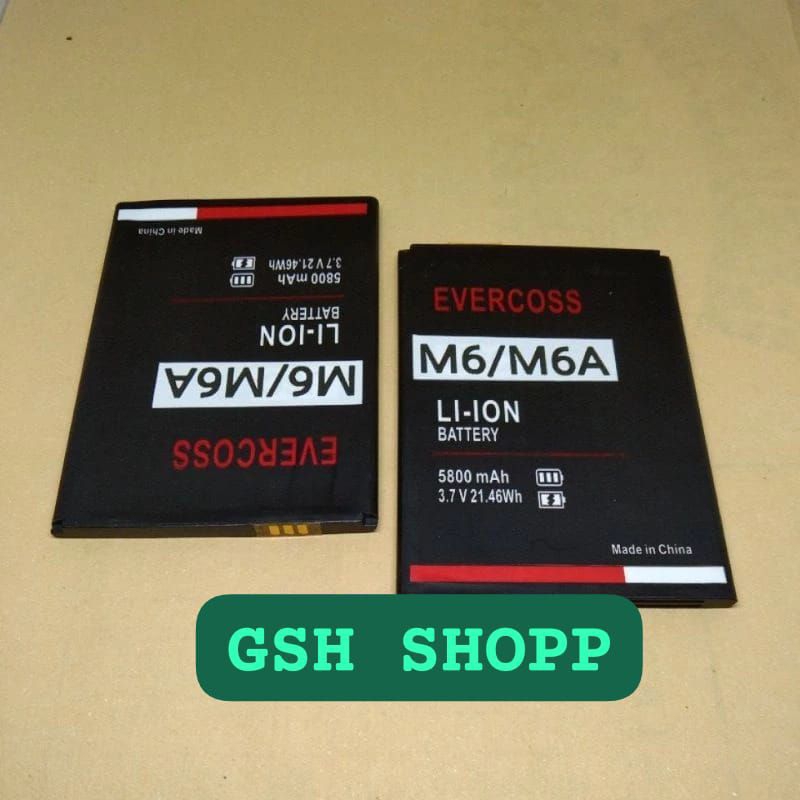 Made in China
3.7 V 21.46Wh
5800 mAh
BATTERY
LI-ION
M6/M6A
EVERCOSS
EVERCOSS
M6/M6A
LI-ION
BATTERY
5800 mAh
3.7 V 21.46Wh
Made in China
GSH SHOPP